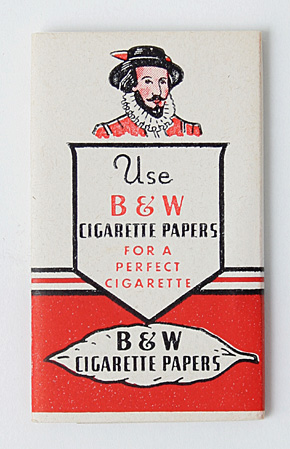 Use
B & W
CIGARETTE PAPERS
FOR A
PERFECT
CIGARETTE
B & W
CIGARETTE PAPERS